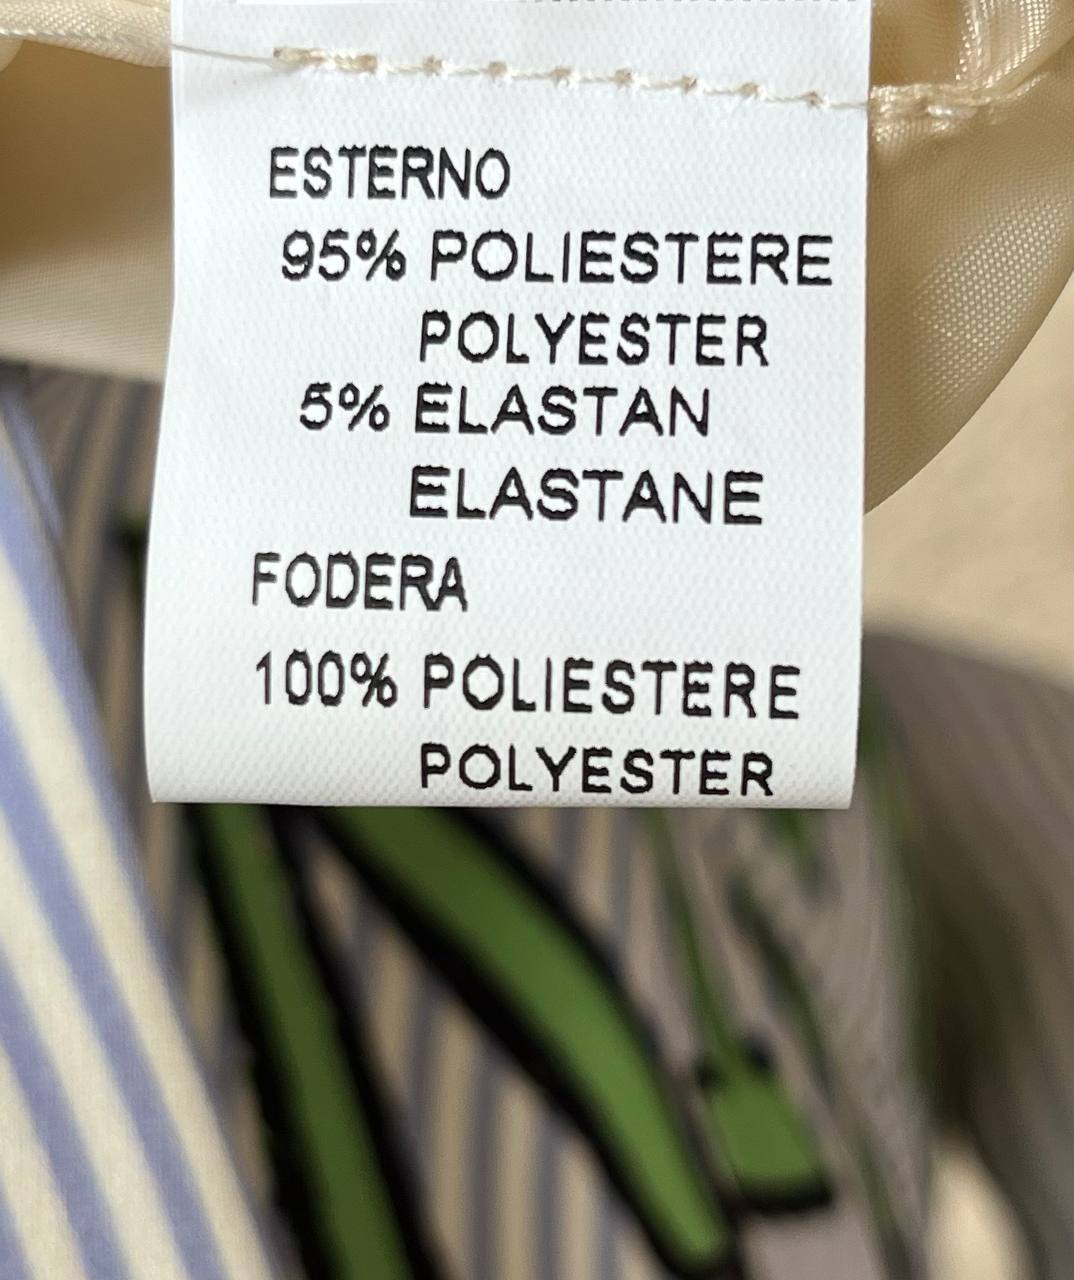 ESTERNO
95% POLIESTERE
POLYESTER
5% ELASTAN
ELASTANE
FODERA
100% POLIESTERE
POLYESTER